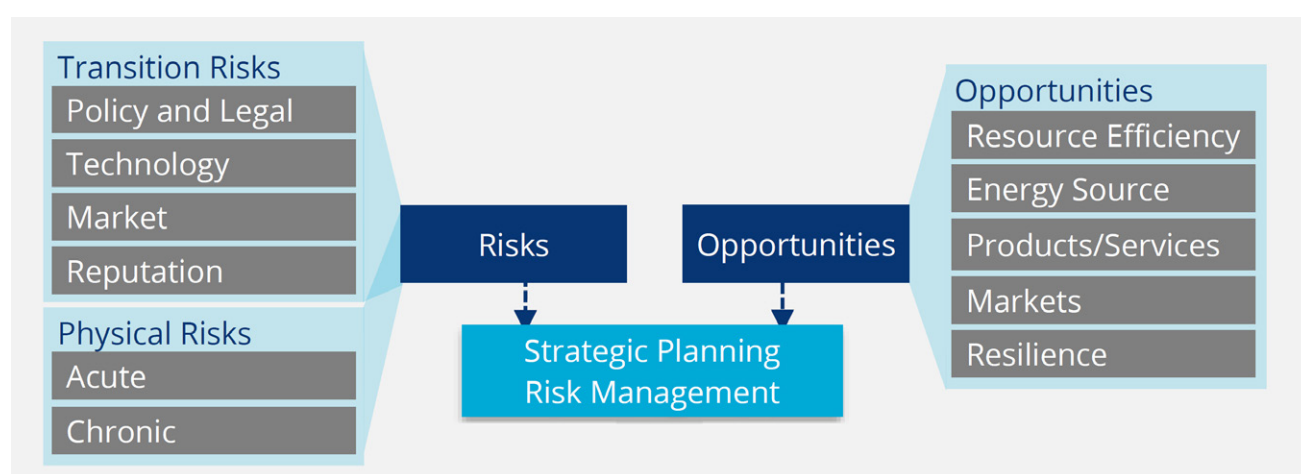 Transition Risks
Policy and Legal
Technology
Market
Reputation
Physical Risks
Acute
Chronic
Risks
Opportunities
Strategic Planning
Risk Management
Opportunities
Resource Efficiency
Energy Source
Products/Services
Markets
Resilience